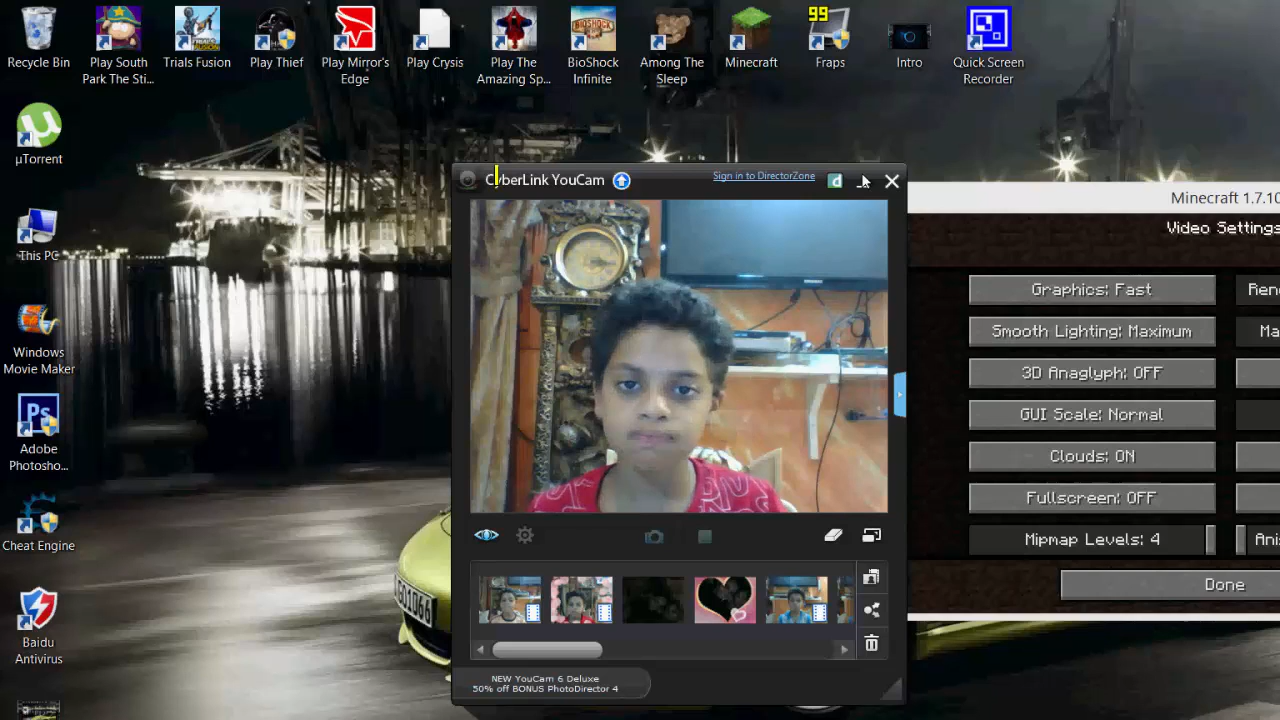 99
Recycle Bin
Play South
Park The Sti...
Trials Fusion
Play Thief
Play Mirror's
Edge
Play Crysis
Play The
Amazing Sp...
BIOSHOCK
INFINITE
BioShock
Infinite
Among The
Sleep
Minecraft
Fraps
Intro
Quick Screen
Recorder
µTorrent
This PC
Windows
Movie Maker
Ps
Adobe
Photosho...
Cheat Engine
Baidu
Antivirus
CyberLink YouCam
Sign in to DirectorZone
d
NEW YouCam 6 Deluxe
50% off BONUS PhotoDirector 4
Minecraft 1.7.10
Video Settings
Graphics: Fast
Smooth Lighting: Maximum
3D Anaglyph: OFF
GUI Scale: Normal
Clouds: ON
Fullscreen: OFF
Mipmap Levels: 4
Done